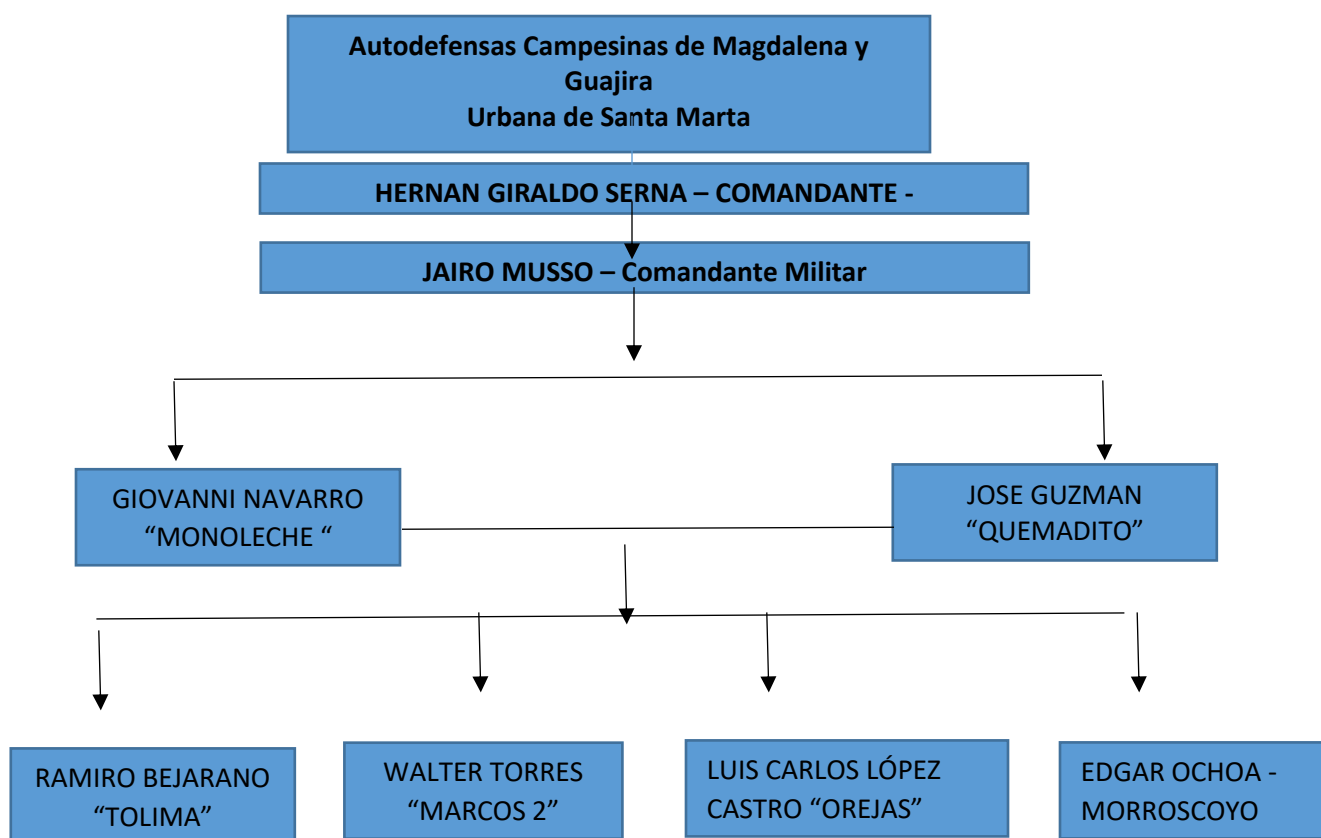 Autodefensas Campesinas de Magdalena y
Guajira
Urbana de Santa Marta
HERNAN GIRALDO SERNA – COMANDANTE -
JAIRO MUSSO – Comandante Militar
GIOVANNI NAVARRO
“MONOLECHE “
JOSE GUZMAN
“QUEMADITO”
RAMIRO BEJARANO
“TOLIMA”
WALTER TORRES
“MARCOS 2”
LUIS CARLOS LÓPEZ
CASTRO “OREJAS”
EDGAR OCHOA -
MORROSCOYO